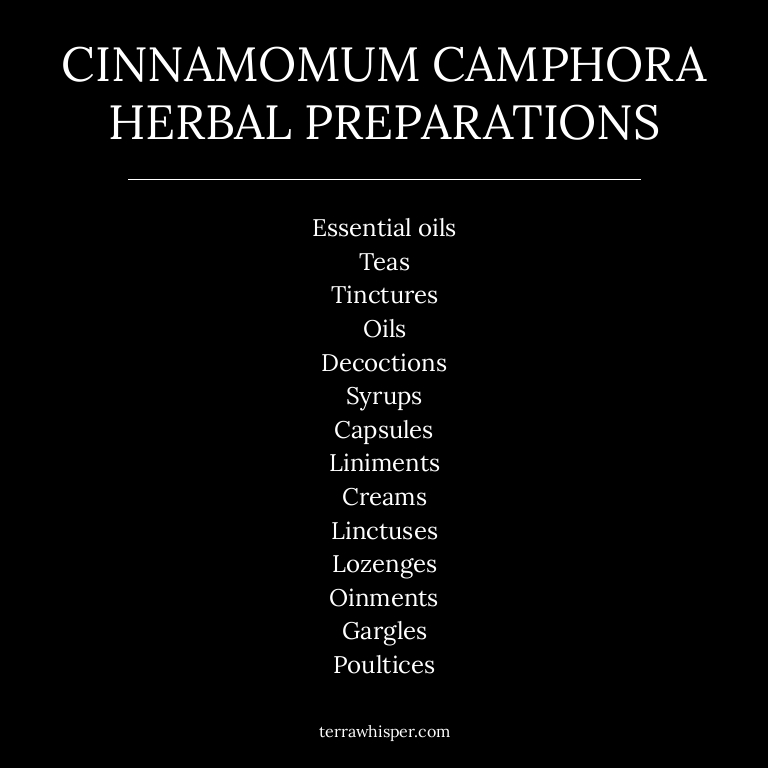 CINNAMOMUM CAMPHORA
HERBAL PREPARATIONS
Essential oils
Teas
Tinctures
Oils
Decoctions
Syrups
Capsules
Liniments
Creams
Linctuses
Lozenges
Oinments
Gargles
Poultices
terrawhisper.com